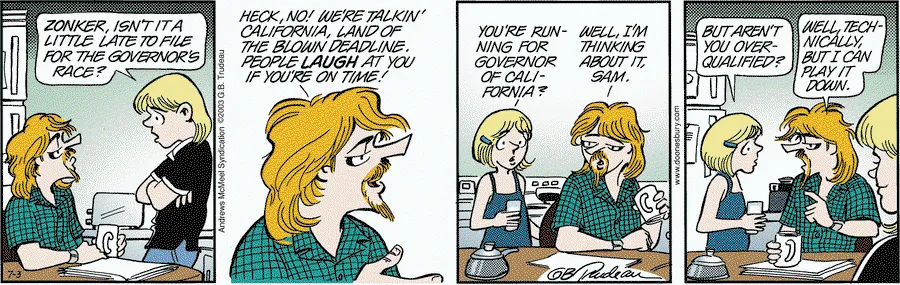 ZONKER, ISN'T IT A
LITTLE LATE TO FILE
FOR THE GOVERNOR'S
RACE?
7-3
Andrews McMeel Syndication ©2003 G.B. Trudeau
HECK, NO! WE'RE TALKIN'
CALIFORNIA, LAND OF
THE BLOWN DEADLINE.
PEOPLE LAUGH AT YOU
IF YOU'RE ON TIME!
YOU'RE RUN-
NING FOR
GOVERNOR
OF CALI-
FORNIA?
WELL, I'M
THINKING
ABOUT IT,
SAM.
GB Trudeau
www.doonesbury.com
BUT AREN'T
YOU OVER-
QUALIFIED?
WELL, TECH-
NICALLY,
BUT I CAN
PLAY IT
DOWN.